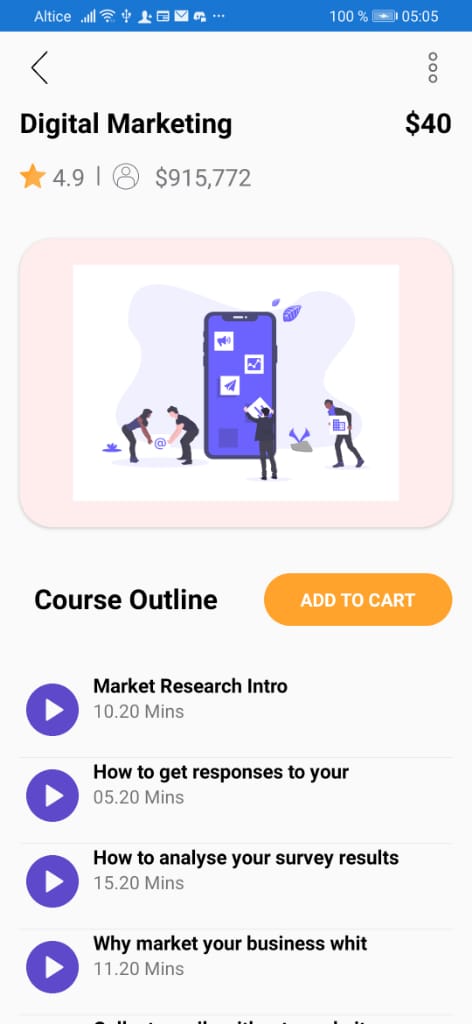 Altice 100 % 05:05
Digital Marketing $40
4.9 | $915,772
@
Course Outline ADD TO CART
Market Research Intro
10.20 Mins
How to get responses to your
05.20 Mins
How to analyse your survey results
15.20 Mins
Why market your business whit
11.20 Mins